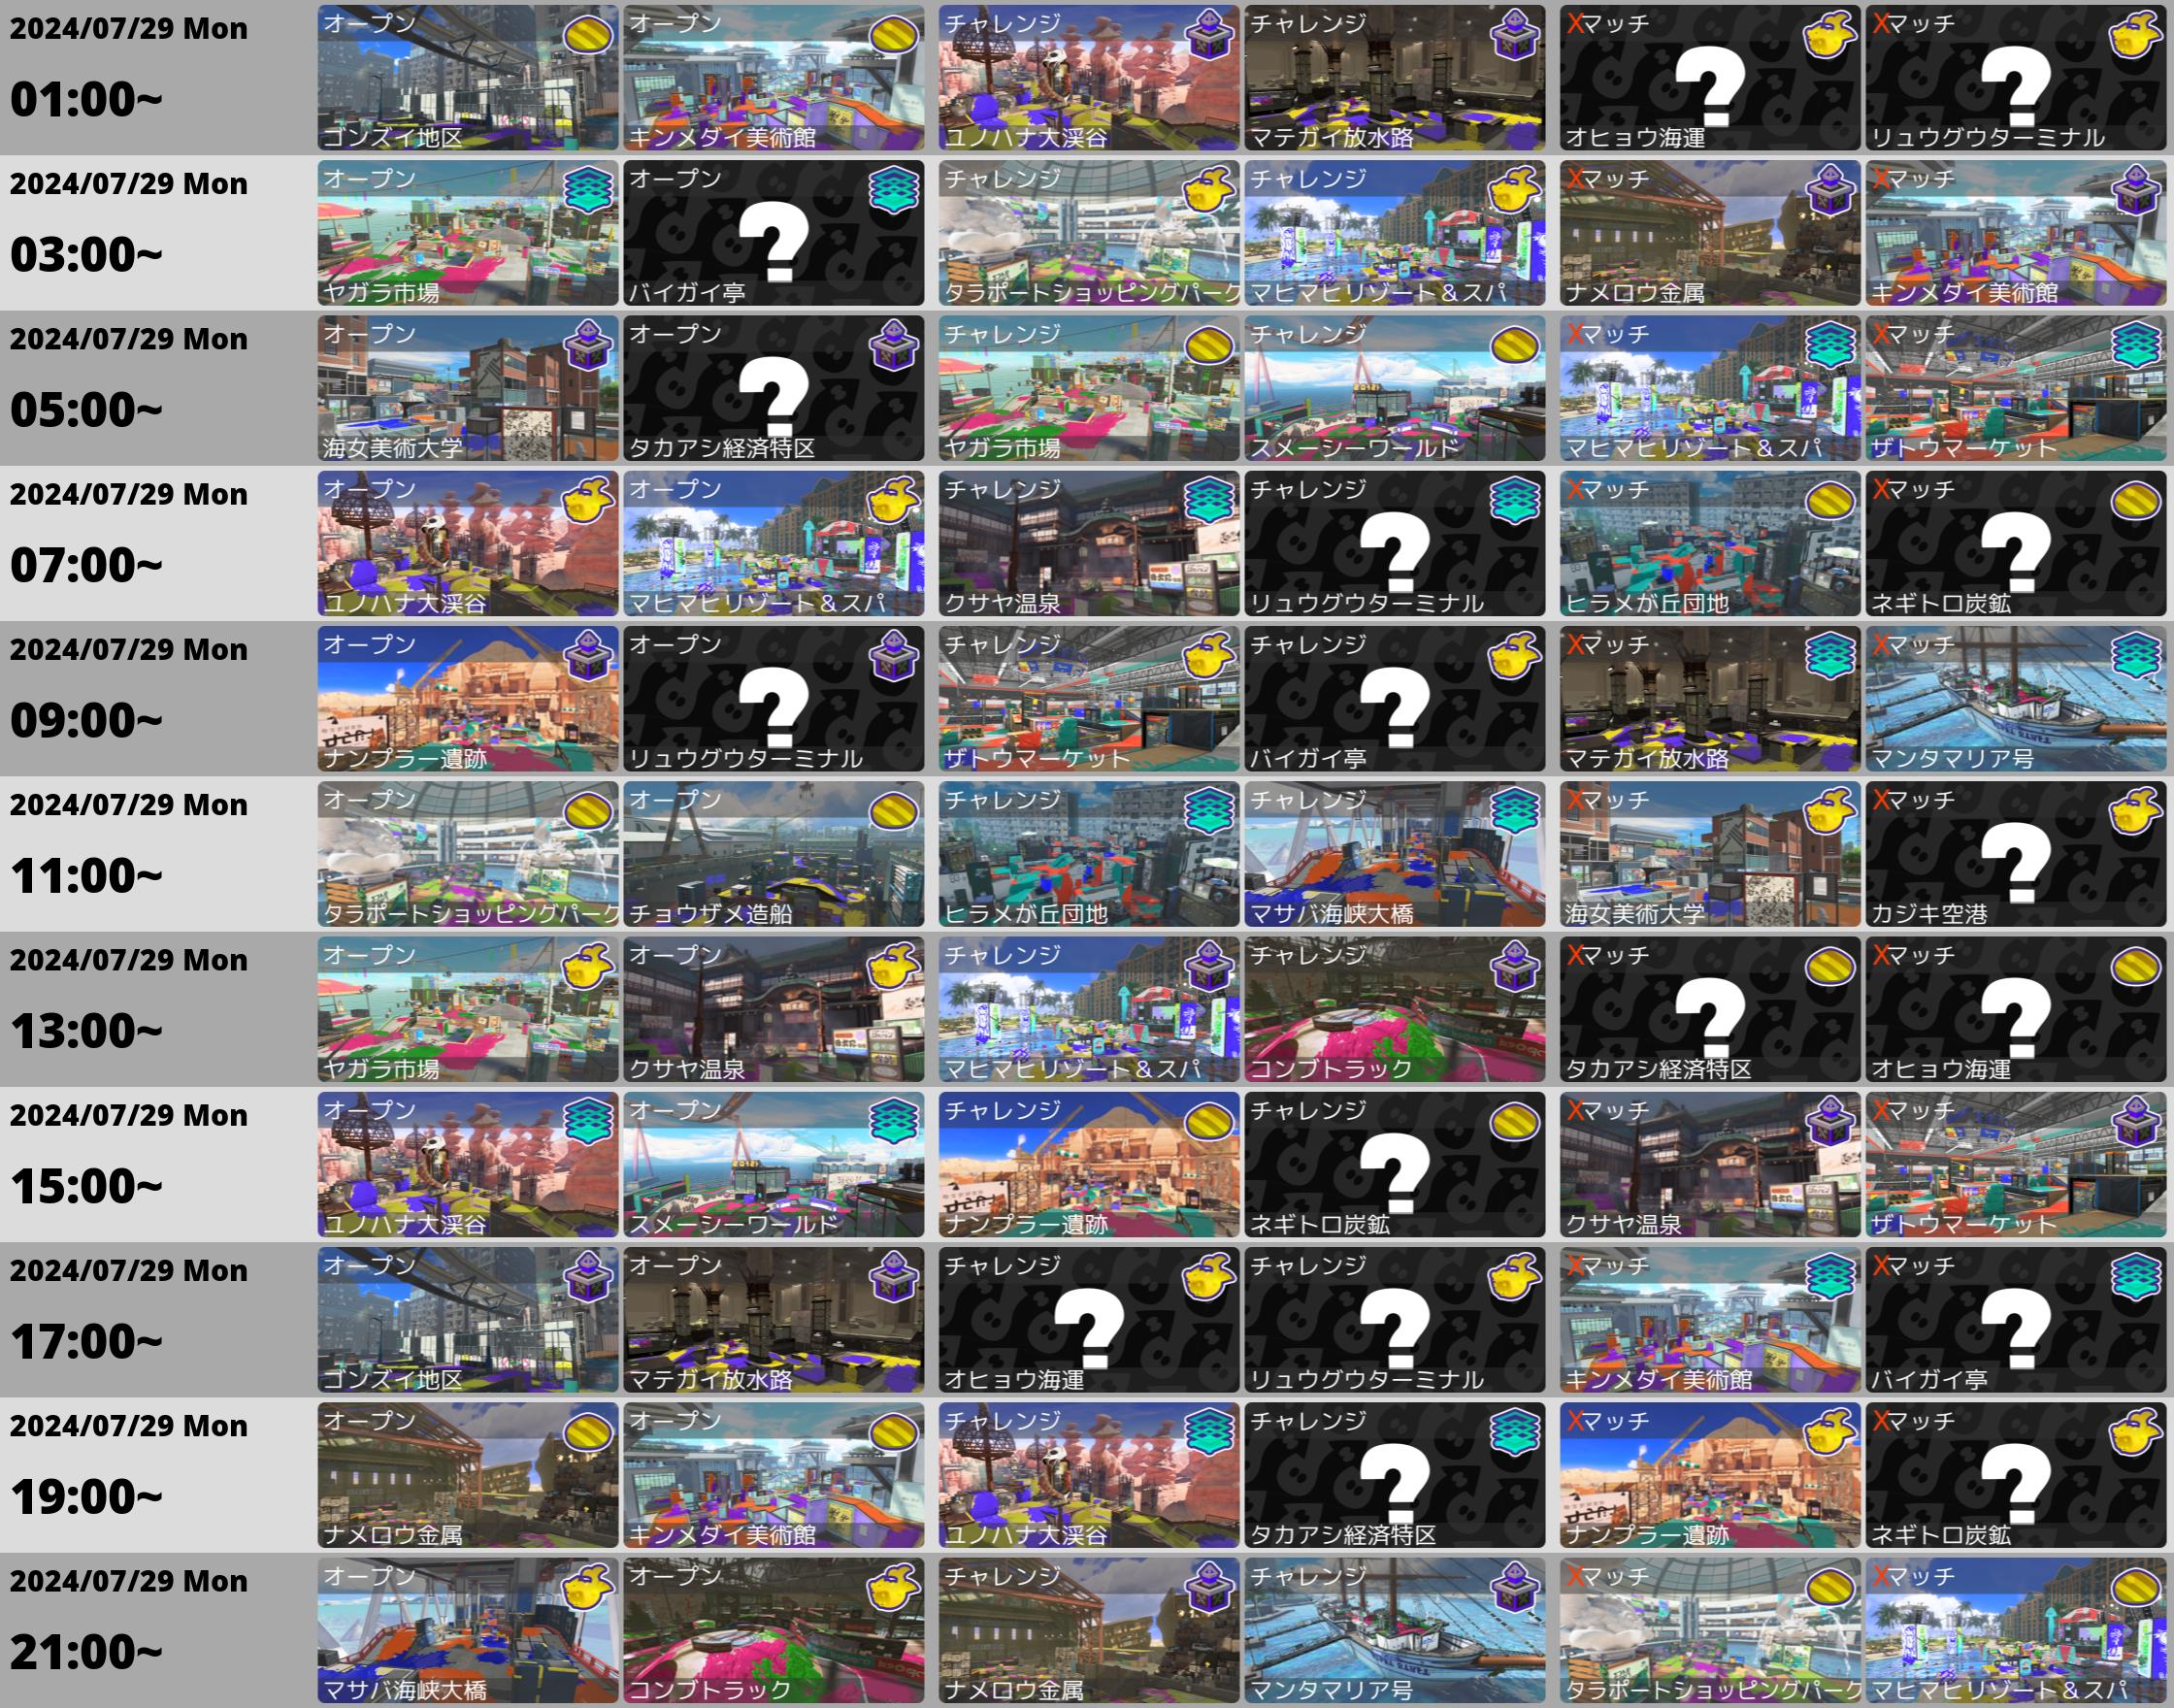 2024/07/29 Mon
01:00~
オープン
ゴンズイ地区
オープン
キンメダイ美術館
チャレンジ
ユノハナ大渓谷
チャレンジ
マテガイ放水路
Xマッチ
オヒョウ海運
Xマッチ
リュウグウターミナル
2024/07/29 Mon
03:00~
オープン
ヤガラ市場
オープン
バイガイ亭
チャレンジ
タラポートショッピングパーク
チャレンジ
マヒマヒリゾート&スパ
Xマッチ
ナメロウ金属
Xマッチ
キンメダイ美術館
2024/07/29 Mon
05:00~
オープン
海女美術大学
オープン
タカアシ経済特区
チャレンジ
ヤガラ市場
チャレンジ
スメーシーワールド
Xマッチ
マヒマヒリゾート&スパ
Xマッチ
ザトウマーケット
2024/07/29 Mon
07:00~
オープン
ユノハナ大渓谷
オープン
マヒマヒリゾート&スパ
チャレンジ
クサヤ温泉
チャレンジ
リュウグウターミナル
Xマッチ
ヒラメが丘団地
Xマッチ
ネギトロ炭鉱
2024/07/29 Mon
09:00~
オープン
ナンプラー遺跡
オープン
リュウグウターミナル
チャレンジ
ザトウマーケット
チャレンジ
バイガイ亭
Xマッチ
マテガイ放水路
Xマッチ
マンタマリア号
2024/07/29 Mon
11:00~
オープン
タラポートショッピングパーク
オープン
チョウザメ造船
チャレンジ
ヒラメが丘団地
チャレンジ
マサバ海峡大橋
Xマッチ
海女美術大学
Xマッチ
カジキ空港
2024/07/29 Mon
13:00~
オープン
ヤガラ市場
オープン
クサヤ温泉
チャレンジ
マヒマヒリゾート&スパ
チャレンジ
コンブトラック
Xマッチ
タカアシ経済特区
Xマッチ
オヒョウ海運
2024/07/29 Mon
15:00~
オープン
ユノハナ大渓谷
オープン
スメーシーワールド
チャレンジ
ナンプラー遺跡
チャレンジ
ネギトロ炭鉱
Xマッチ
クサヤ温泉
Xマッチ
ザトウマーケット
2024/07/29 Mon
17:00~
オープン
ゴンズイ地区
オープン
マテガイ放水路
チャレンジ
オヒョウ海運
チャレンジ
リュウグウターミナル
Xマッチ
キンメダイ美術館
Xマッチ
バイガイ亭
2024/07/29 Mon
19:00~
オープン
ナメロウ金属
オープン
キンメダイ美術館
チャレンジ
ユノハナ大渓谷
チャレンジ
タカアシ経済特区
Xマッチ
ナンプラー遺跡
Xマッチ
ネギトロ炭鉱
2024/07/29 Mon
21:00~
オープン
マサバ海峡大橋
オープン
コンブトラック
チャレンジ
ナメロウ金属
チャレンジ
マンタマリア号
Xマッチ
タラポートショッピングパーク
Xマッチ
マヒマヒリゾート&スパ